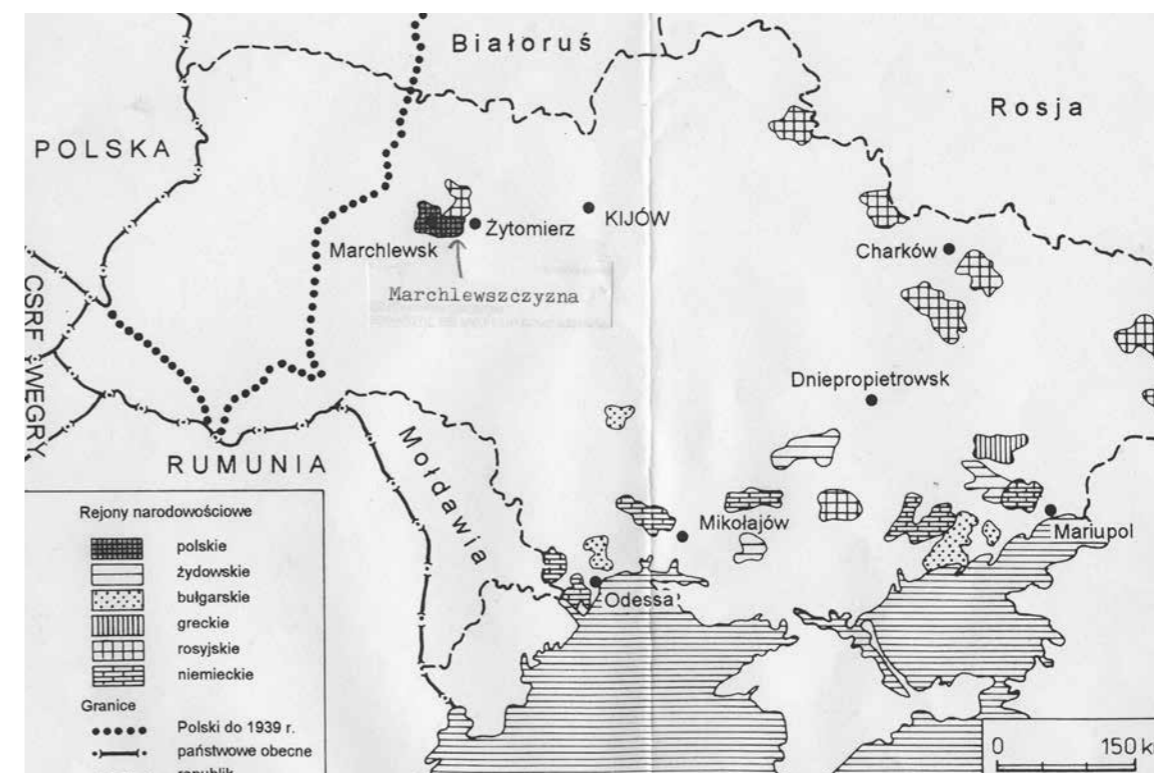 Białoruś
Rosja
POLSKA
KIJÓW
Żytomierz
Marchlewsk
Charków
Marchlewszczyzna
CSRF
WĘGRY
Dniepropietrowsk
Mołdawia
RUMUNIA
Mikołajów
Mariupol
Odessa
Rejony narodowościowe
polskie
żydowskie
bułgarskie
greckie
rosyjskie
niemieckie
Granice
Polski do 1939 r.
państwowe obecne
republik
0 150 k